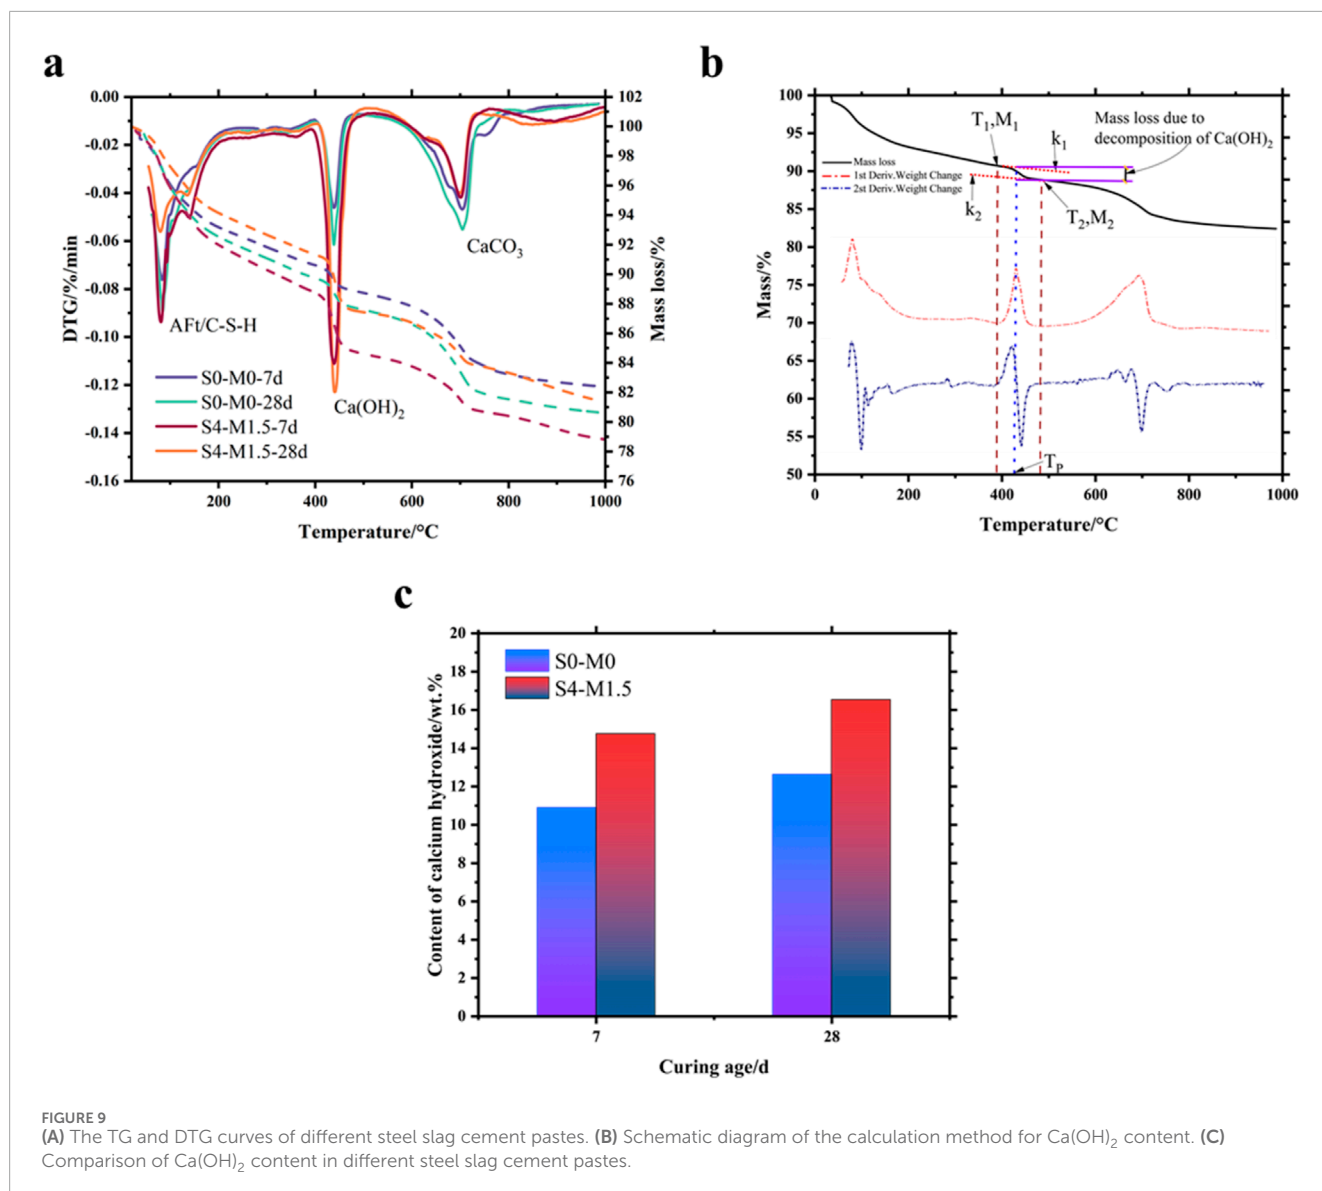 a
0.00
-0.02
-0.04
-0.06
-0.08
-0.10
-0.12
-0.14
-0.16
DTG/%/min
102
100
98
96
94
92
90
88
86
84
82
80
78
76
Mass loss/%
CaCO3
AFt/C-S-H
Ca(OH)2
S0-M0-7d
S0-M0-28d
S4-M1.5-7d
S4-M1.5-28d
200 400 600 800 1000
Temperature/°C
b
100
95
90
85
80
75
70
65
60
55
50
Mass/%
T1,M1
k1
Mass loss due to
decomposition of Ca(OH)2
Mass loss
1st Deriv.Weight Change
2st Deriv.Weight Change
k2
T2,M2
TP
0 200 400 600 800 1000
Temperature/°C
c
20
18
16
14
12
10
8
6
4
2
0
Content of calcium hydroxide/wt.%
S0-M0
S4-M1.5
7 28
Curing age/d
FIGURE 9
(A) The TG and DTG curves of different steel slag cement pastes. (B) Schematic diagram of the calculation method for Ca(OH)2 content. (C)
Comparison of Ca(OH)2 content in different steel slag cement pastes.